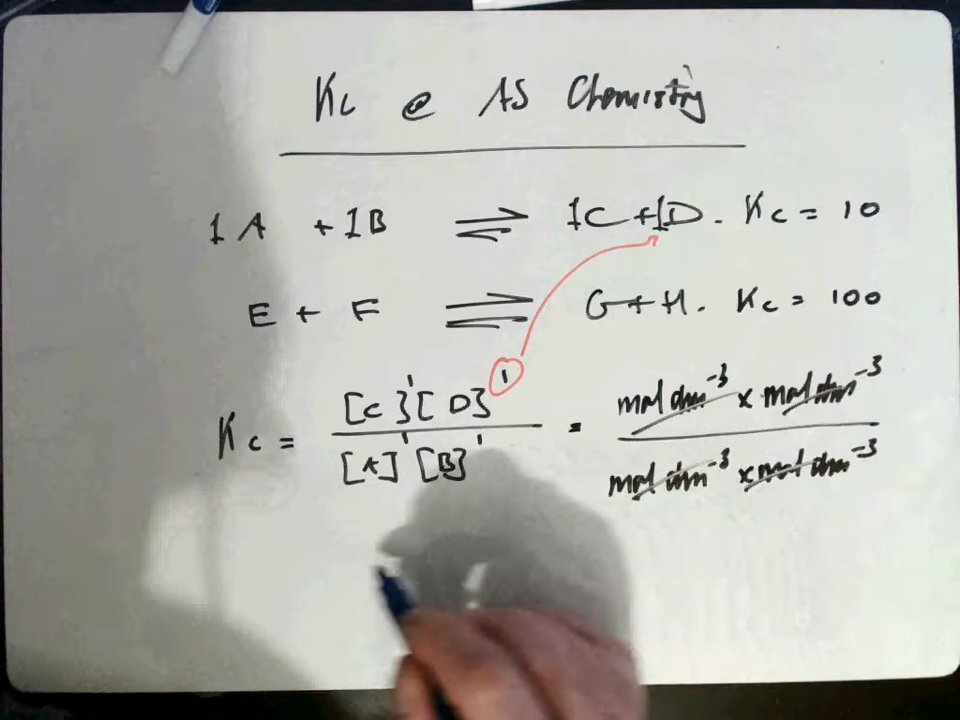 Kc @ AS Chemistry
1A + 1B ⇌ 1C + 1D. Kc = 10
E + F ⇌ G + H. Kc = 100
Kc = [C]¹[D]¹ / [A]¹[B]¹ = mol dm⁻³ x mol dm⁻³ / mol dm⁻³ x mol dm⁻³